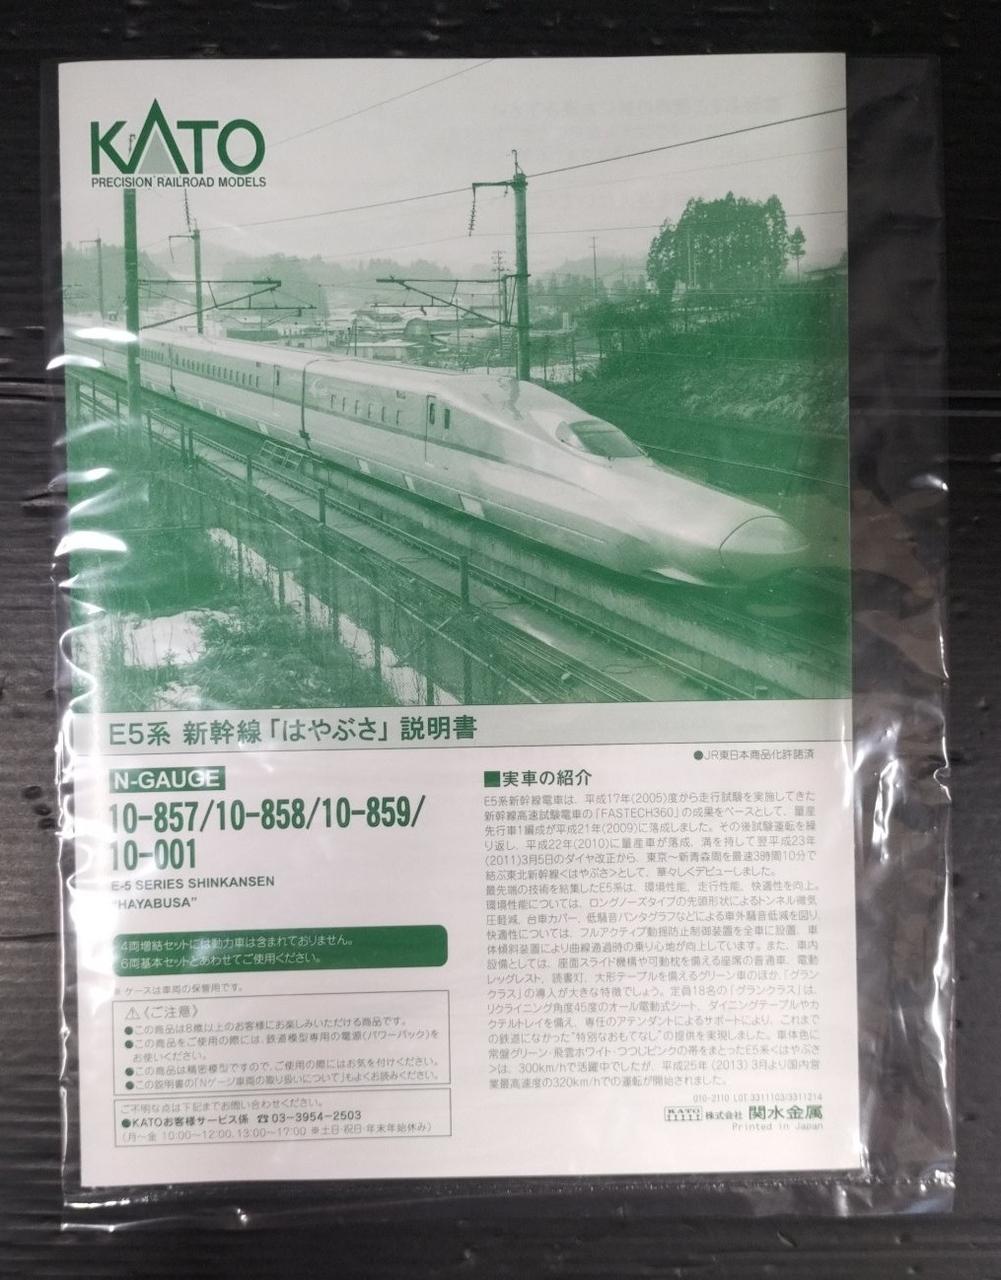 KATO
PRECISION RAILROAD MODELS
E5系 新幹線「はやぶさ」説明書
●JR東日本商品化許諾済
N-GAUGE
10-857/10-858/10-859/
10-001
E-5 SERIES SHINKANSEN
"HAYABUSA"
4両増結セットには動力車は含まれておりません。
6両基本セットとあわせてご使用ください。
※ ケースは車両の保管用です。
⚠〈ご注意〉
●この商品は8歳以上のお客様にお楽しみいただける商品です。
●この商品をご使用の際には、鉄道模型専用の電源(パワーパック)を
お使いください。
●この商品は精密模型ですので、ご使用の際にはお気を付けください。
●この説明書の「Nゲージ車両の取り扱いについて」もよくお読みください。
ご不明な点は下記までお問い合わせください。
●KATOお客様サービス係 ☎03-3954-2503
(月〜金 10:00〜12:00、13:00〜17:00 ※土日・祝日・年末年始休み)
■実車の紹介
E5系新幹線電車は、平成17年(2005)度から走行試験を実施してきた
新幹線高速試験電車の「FASTECH360」の成果をベースとして、量産
先行車1編成が平成21年(2009)に落成しました。その後試験運転を繰
り返し、平成22年(2010)に量産車が落成、満を持して翌平成23年
(2011)3月5日のダイヤ改正から、東京〜新青森間を最速3時間10分で
結ぶ東北新幹線<はやぶさ>として、華々しくデビューしました。
最先端の技術を結集したE5系は、環境性能、走行性能、快適性を向上。
環境性能については、ロングノーズタイプの先頭形状によるトンネル微気
圧軽減、台車カバー、低騒音パンタグラフなどによる車外騒音低減を図り、
快適性については、フルアクティブ動揺防止制御装置を全車に設置、車
体傾斜装置により曲線通過時の乗り心地が向上しています。また、車内
設備としては、座面スライド機構や可動枕を備える座席の普通車、電動
レッグレスト、読書灯、大形テーブルを備えるグリーン車のほか、「グラン
クラス」の導入が大きな特徴でしょう。定員18名の「グランクラス」は、
リクライニング角度45度のオール電動式シート、ダイニングテーブルやカ
クテルトレイを備え、専任のアテンダントによるサポートにより、これまで
の鉄道になかった"特別なおもてなし"の提供を実現しました。車体色に
常盤グリーン・飛雲ホワイト・つつじピンクの帯をまとったE5系<はやぶさ
>は、300km/hで活躍中でしたが、平成25年(2013)3月より国内営
業最高速度の320km/hでの運転が開始されました。
010-2110 LOT 3311103/3311214
KATO 株式会社 関水金属
Printed in Japan